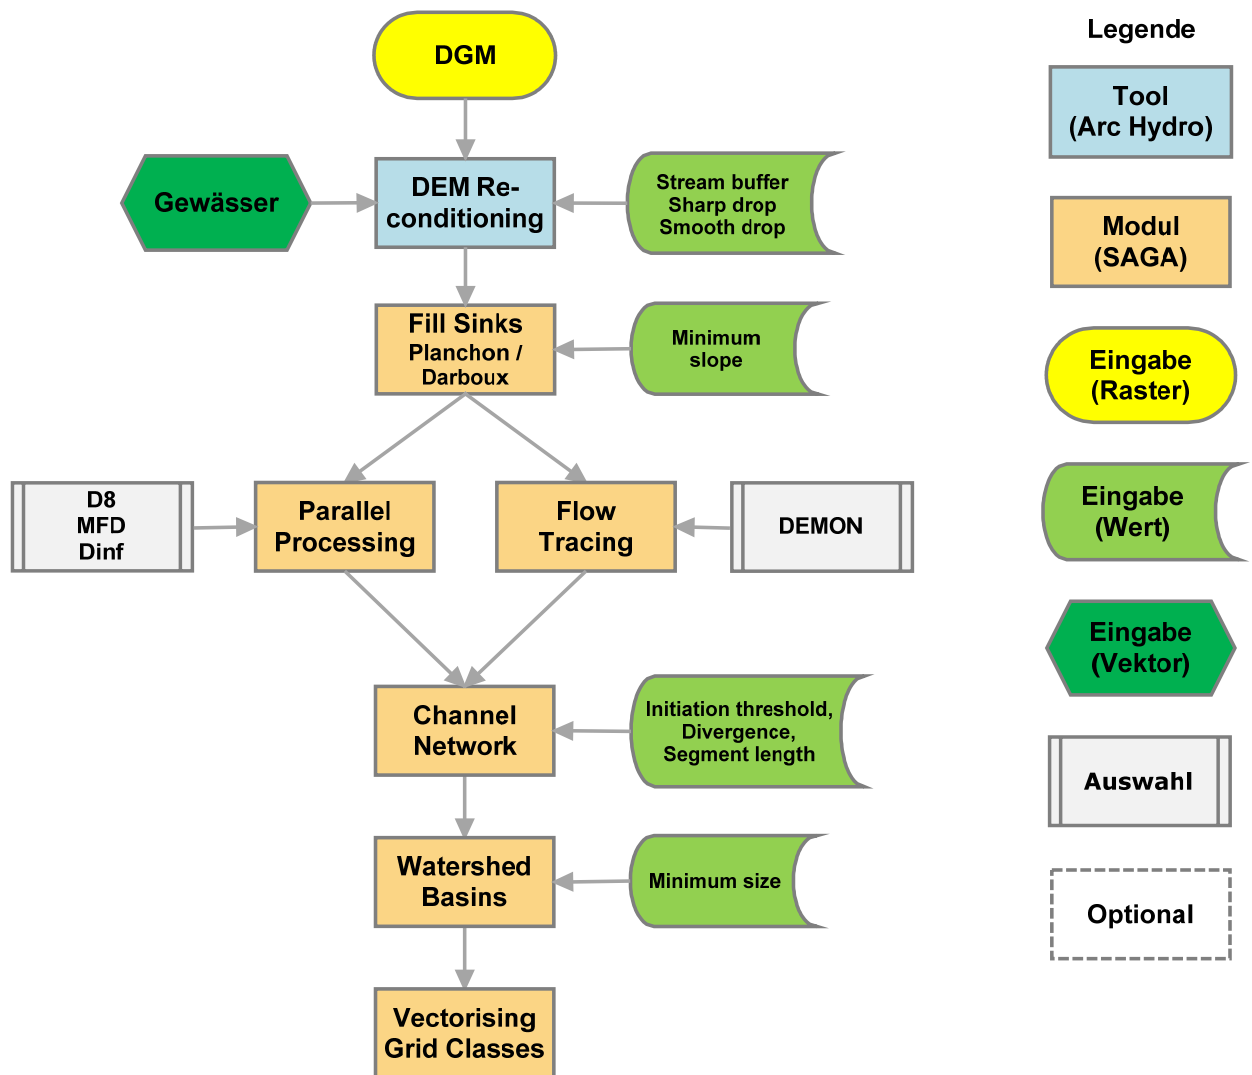 DGM
Gewässer
DEM Re-
conditioning
Stream buffer
Sharp drop
Smooth drop
Fill Sinks
Planchon /
Darboux
Minimum
slope
D8
MFD
Dinf
Parallel
Processing
Flow
Tracing
DEMON
Channel
Network
Initiation threshold,
Divergence,
Segment length
Watershed
Basins
Minimum size
Vectorising
Grid Classes
Legende
Tool
(Arc Hydro)
Modul
(SAGA)
Eingabe
(Raster)
Eingabe
(Wert)
Eingabe
(Vektor)
Auswahl
Optional